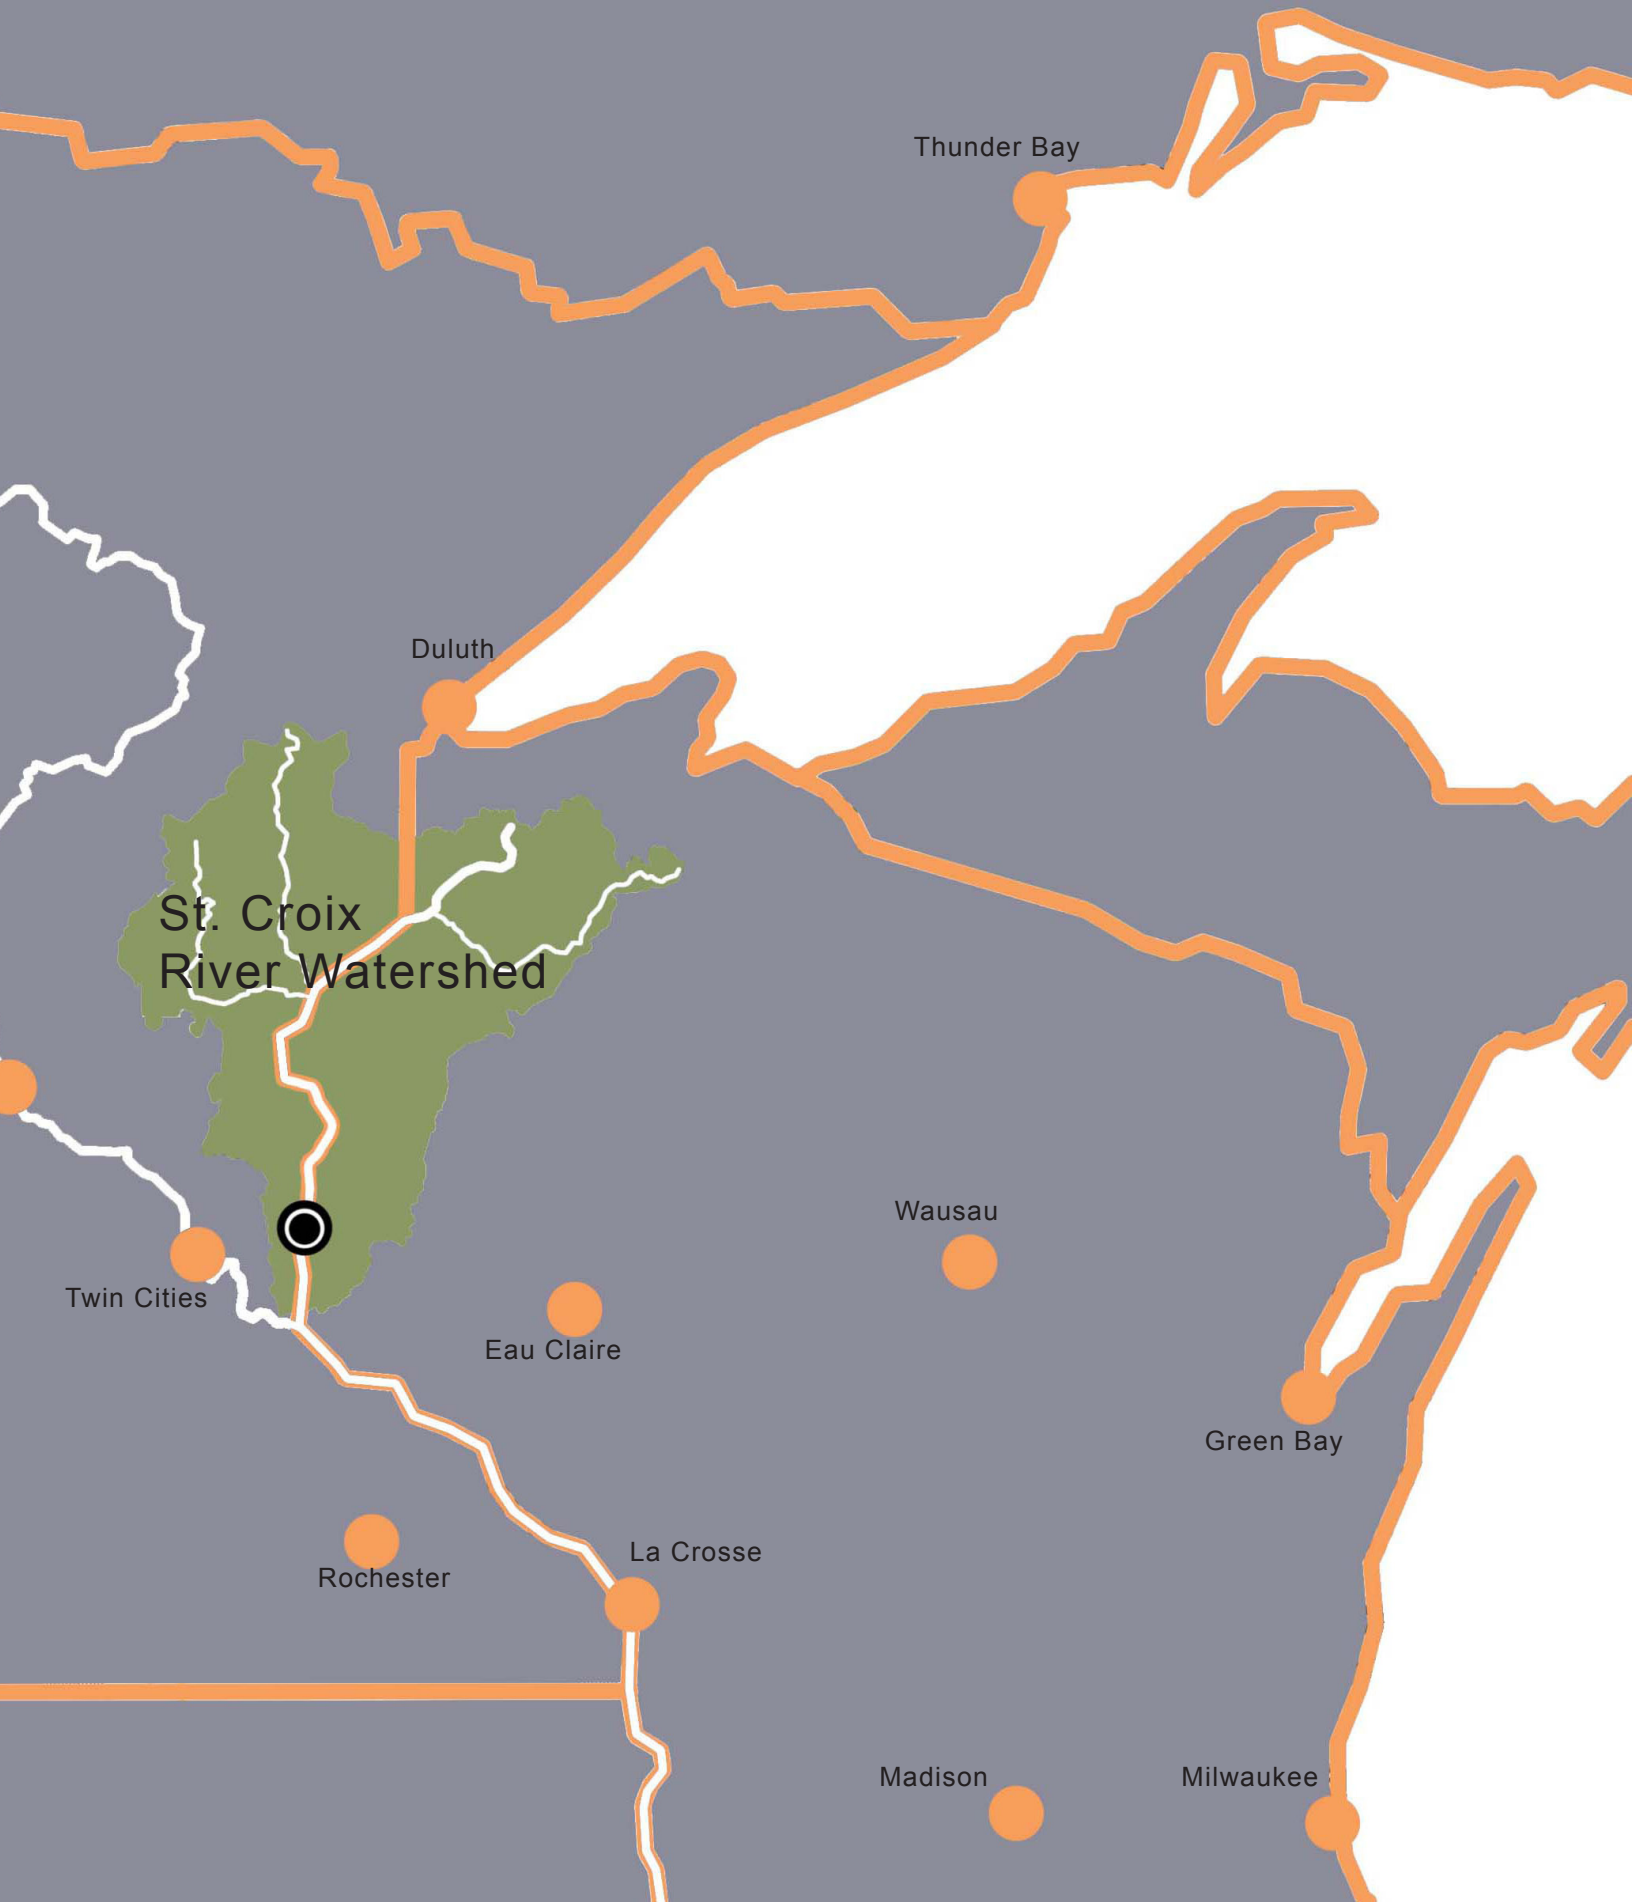 Thunder Bay
Duluth
St. Croix
River Watershed
Wausau
Twin Cities
Eau Claire
Green Bay
La Crosse
Rochester
Madison
Milwaukee